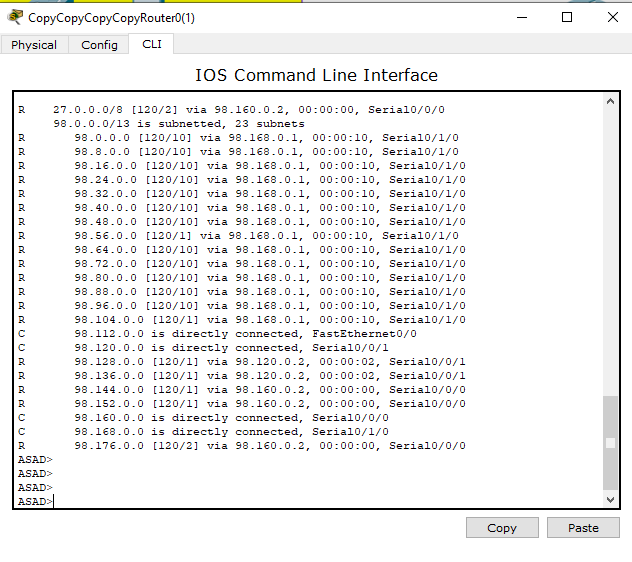 CopyCopyCopyCopyRouter0(1)
Physical Config CLI
IOS Command Line Interface
R 27.0.0.0/8 [120/2] via 98.160.0.2, 00:00:00, Serial0/0/0
98.0.0.0/13 is subnetted, 23 subnets
R 98.0.0.0 [120/10] via 98.168.0.1, 00:00:10, Serial0/1/0
R 98.8.0.0 [120/10] via 98.168.0.1, 00:00:10, Serial0/1/0
R 98.16.0.0 [120/10] via 98.168.0.1, 00:00:10, Serial0/1/0
R 98.24.0.0 [120/10] via 98.168.0.1, 00:00:10, Serial0/1/0
R 98.32.0.0 [120/10] via 98.168.0.1, 00:00:10, Serial0/1/0
R 98.40.0.0 [120/10] via 98.168.0.1, 00:00:10, Serial0/1/0
R 98.48.0.0 [120/10] via 98.168.0.1, 00:00:10, Serial0/1/0
R 98.56.0.0 [120/1] via 98.168.0.1, 00:00:10, Serial0/1/0
R 98.64.0.0 [120/10] via 98.168.0.1, 00:00:10, Serial0/1/0
R 98.72.0.0 [120/10] via 98.168.0.1, 00:00:10, Serial0/1/0
R 98.80.0.0 [120/10] via 98.168.0.1, 00:00:10, Serial0/1/0
R 98.88.0.0 [120/10] via 98.168.0.1, 00:00:10, Serial0/1/0
R 98.96.0.0 [120/10] via 98.168.0.1, 00:00:10, Serial0/1/0
R 98.104.0.0 [120/1] via 98.168.0.1, 00:00:10, Serial0/1/0
C 98.112.0.0 is directly connected, FastEthernet0/0
C 98.120.0.0 is directly connected, Serial0/0/1
R 98.128.0.0 [120/1] via 98.120.0.2, 00:00:02, Serial0/0/1
R 98.136.0.0 [120/1] via 98.120.0.2, 00:00:02, Serial0/0/1
R 98.144.0.0 [120/1] via 98.160.0.2, 00:00:00, Serial0/0/0
R 98.152.0.0 [120/1] via 98.160.0.2, 00:00:00, Serial0/0/0
C 98.160.0.0 is directly connected, Serial0/0/0
C 98.168.0.0 is directly connected, Serial0/1/0
R 98.176.0.0 [120/2] via 98.160.0.2, 00:00:00, Serial0/0/0
ASAD>
ASAD>
ASAD>
ASAD>
Copy Paste